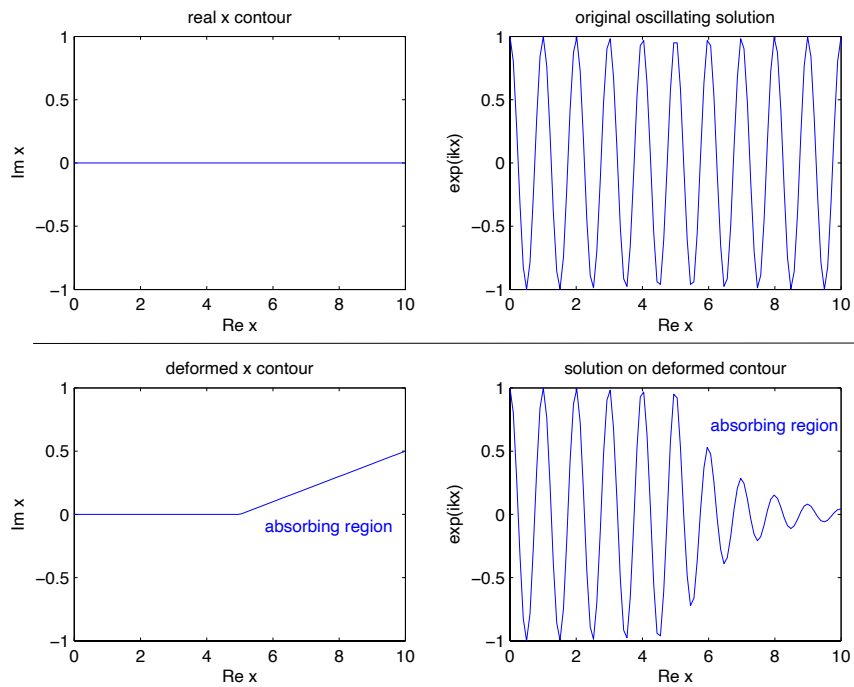 real x contour
1
0.5
0
−0.5
−1
Im x
0 2 4 6 8 10
Re x
original oscillating solution
1
0.5
0
−0.5
−1
exp(ikx)
0 2 4 6 8 10
Re x
deformed x contour
1
0.5
0
−0.5
−1
Im x
absorbing region
0 2 4 6 8 10
Re x
solution on deformed contour
1
0.5
0
−0.5
−1
exp(ikx)
absorbing region
0 2 4 6 8 10
Re x